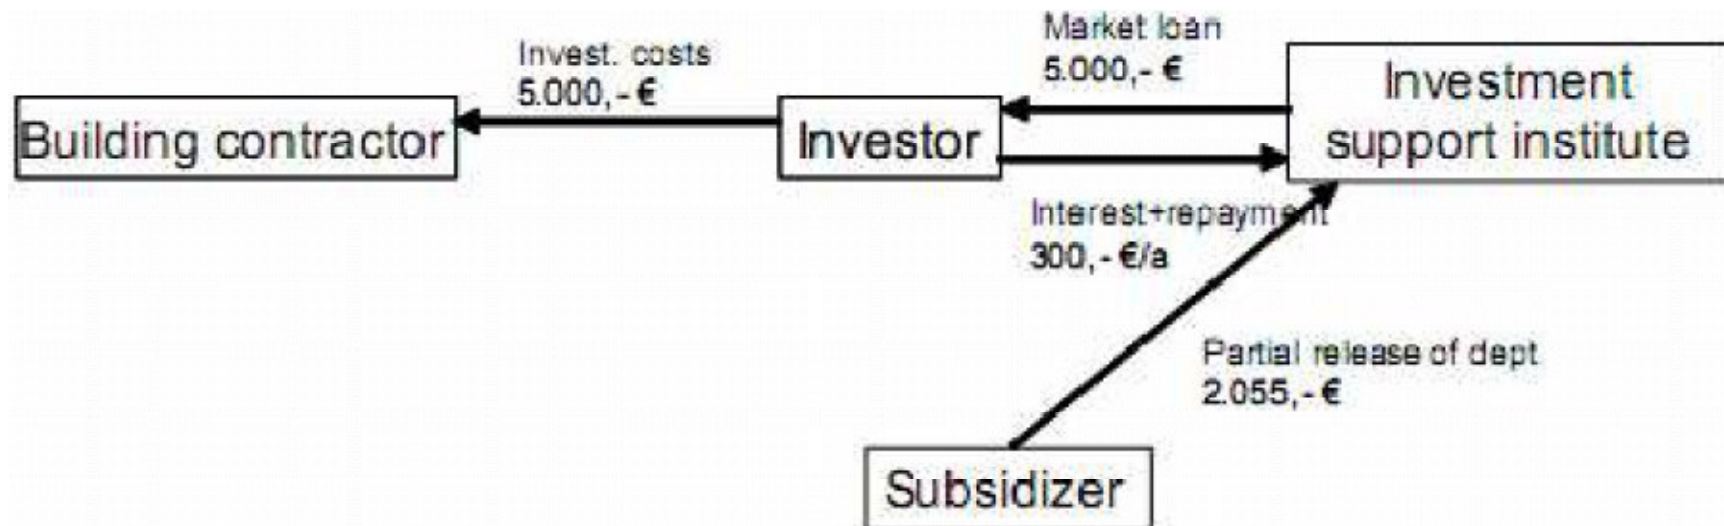 Market loan
5.000,- €
Invest. costs
5.000,- €
Investment
support institute
Building contractor
Investor
Interest+repayment
300,- €/a
Partial release of dept
2.055,- €
Subsidizer